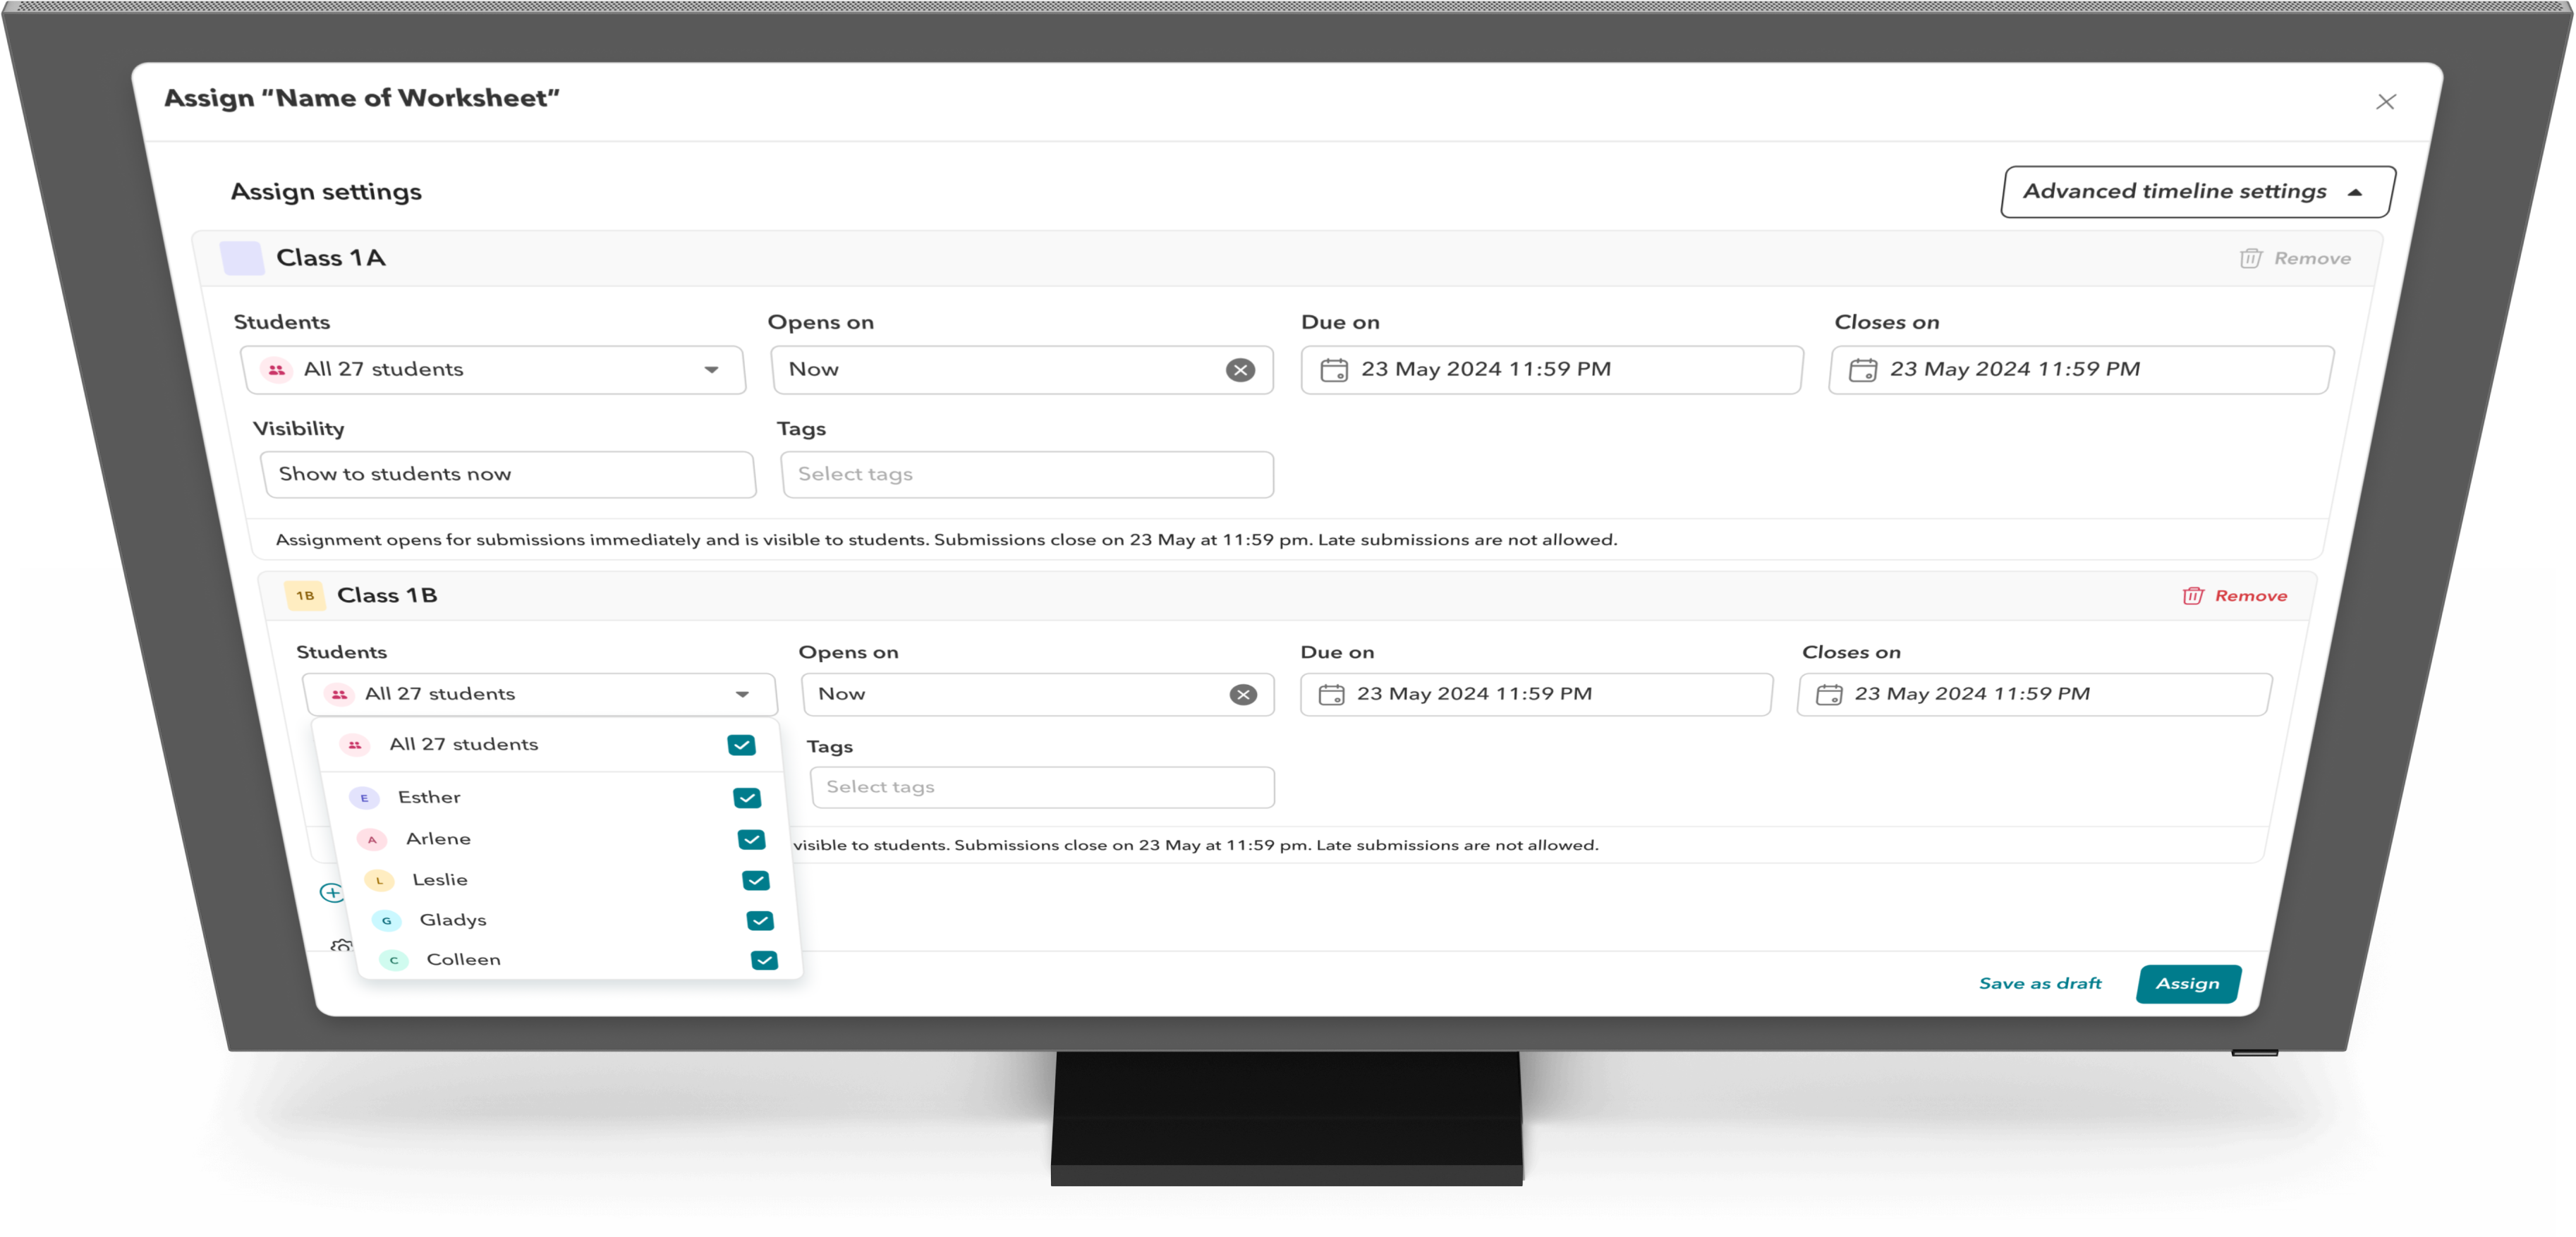 Assign “Name of Worksheet”
Assign settings
Advanced timeline settings
Class 1A
Remove
Students
Opens on
Due on
Closes on
All 27 students
Now
23 May 2024 11:59 PM
23 May 2024 11:59 PM
Visibility
Tags
Show to students now
Select tags
Assignment opens for submissions immediately and is visible to students. Submissions close on 23 May at 11:59 pm. Late submissions are not allowed.
1B
Class 1B
Remove
Students
Opens on
Due on
Closes on
All 27 students
Now
23 May 2024 11:59 PM
23 May 2024 11:59 PM
All 27 students
Tags
Select tags
E
Esther
A
Arlene
visible to students. Submissions close on 23 May at 11:59 pm. Late submissions are not allowed.
L
Leslie
G
Gladys
C
Colleen
Save as draft
Assign